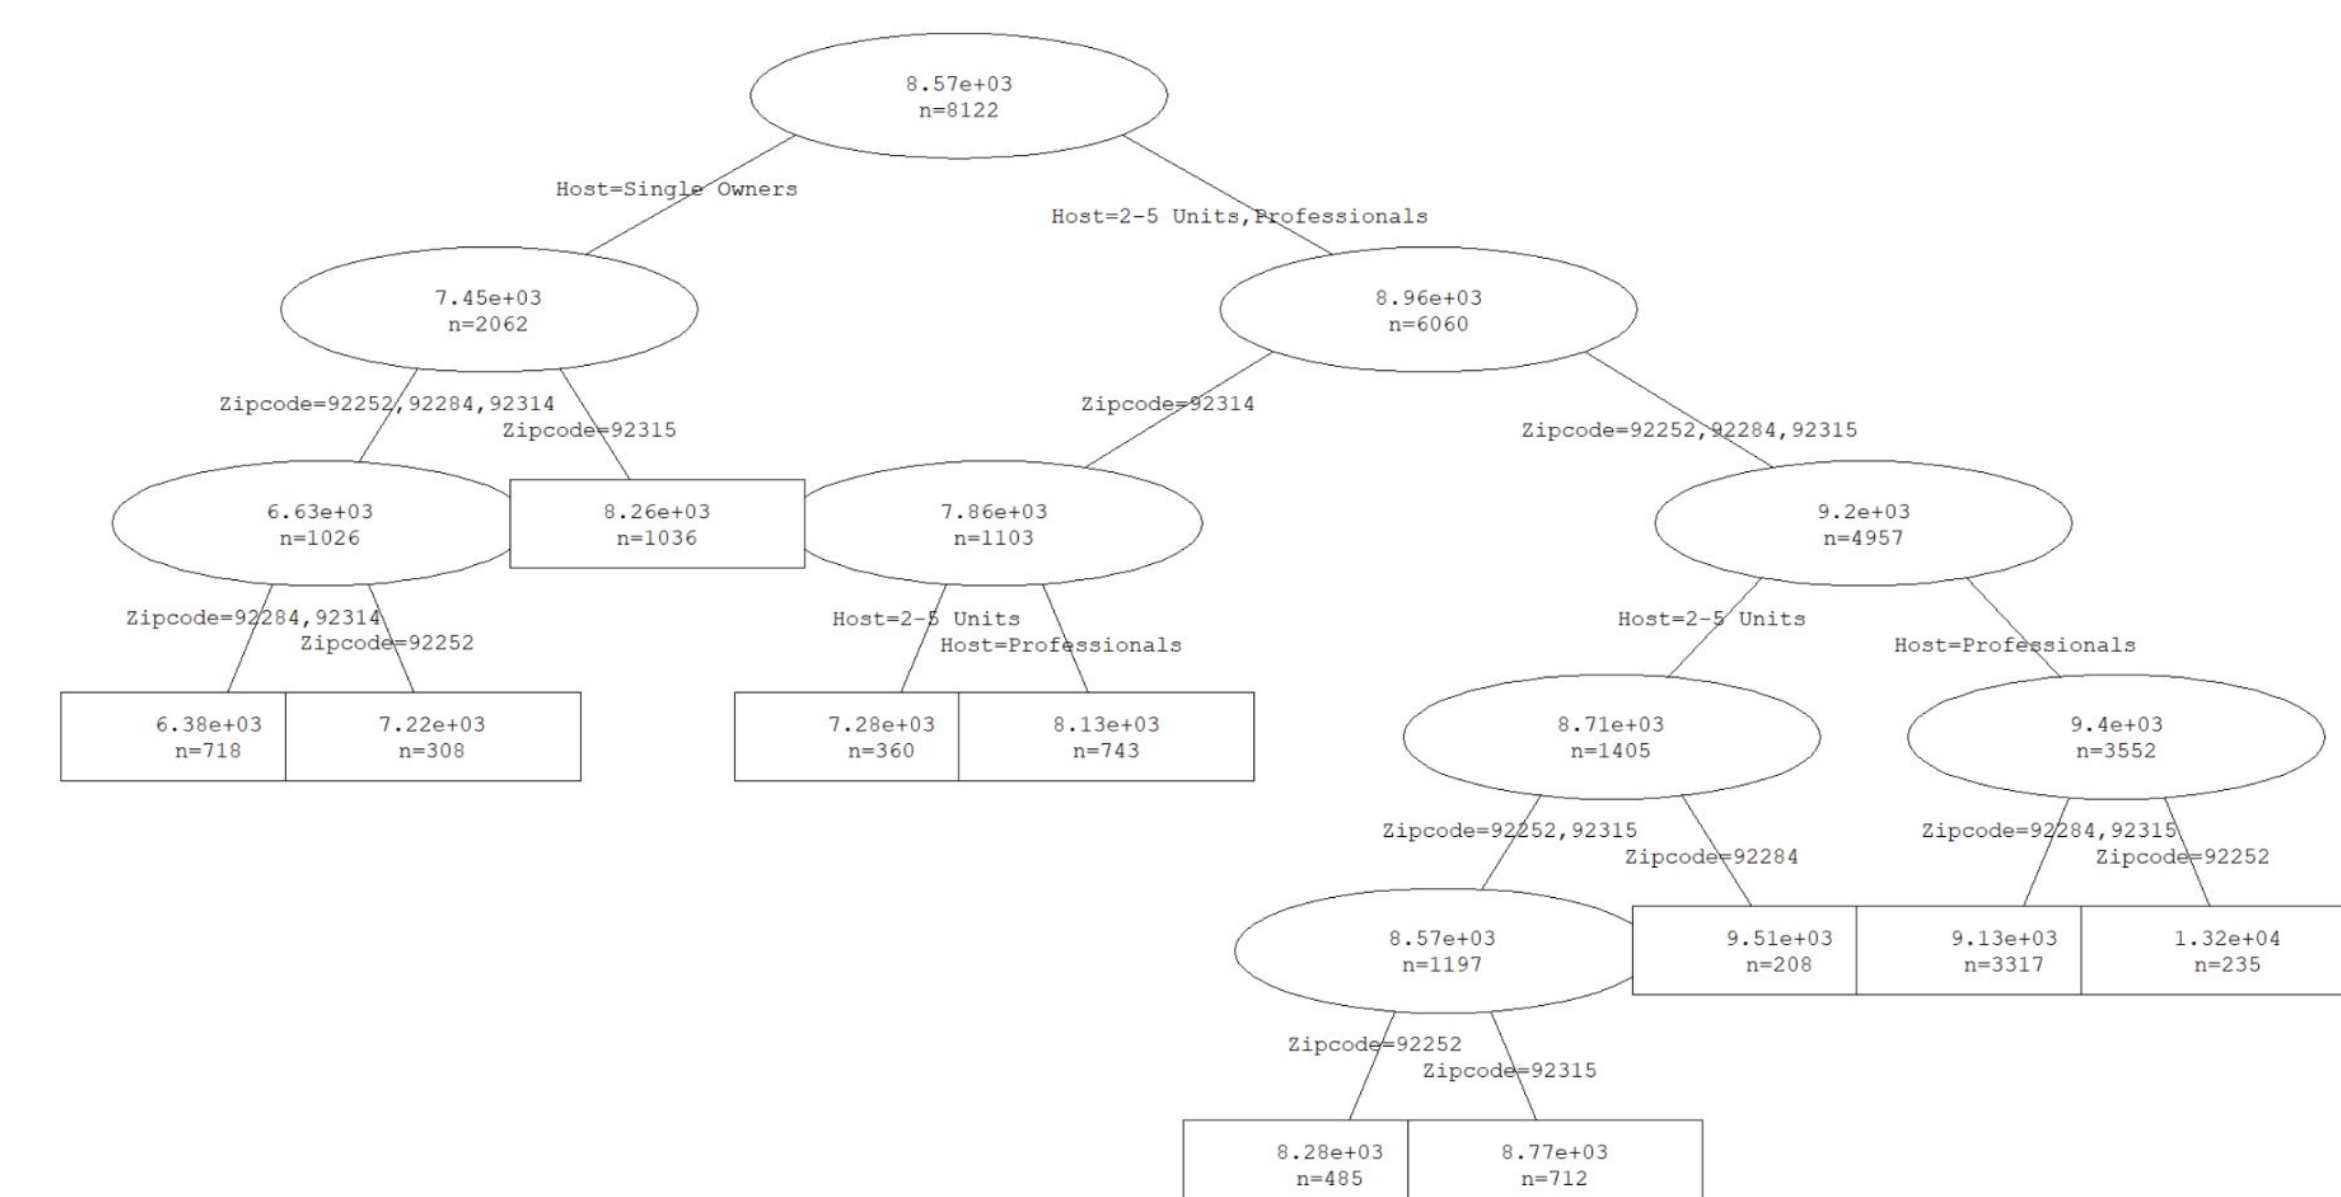 8.57e+03
n=8122
Host=Single Owners
Host=2-5 Units,Professionals
7.45e+03
n=2062
8.96e+03
n=6060
Zipcode=92252,92284,92314
Zipcode=92315
Zipcode=92314
Zipcode=92252,92284,92315
6.63e+03
n=1026
8.26e+03
n=1036
7.86e+03
n=1103
9.2e+03
n=4957
Zipcode=92284,92314
Zipcode=92252
Host=2-5 Units
Host=Professionals
Host=2-5 Units
Host=Professionals
6.38e+03
n=718
7.22e+03
n=308
7.28e+03
n=360
8.13e+03
n=743
8.71e+03
n=1405
9.4e+03
n=3552
Zipcode=92252,92315
Zipcode=92284
Zipcode=92284,92315
Zipcode=92252
8.57e+03
n=1197
9.51e+03
n=208
9.13e+03
n=3317
1.32e+04
n=235
Zipcode=92252
Zipcode=92315
8.28e+03
n=485
8.77e+03
n=712